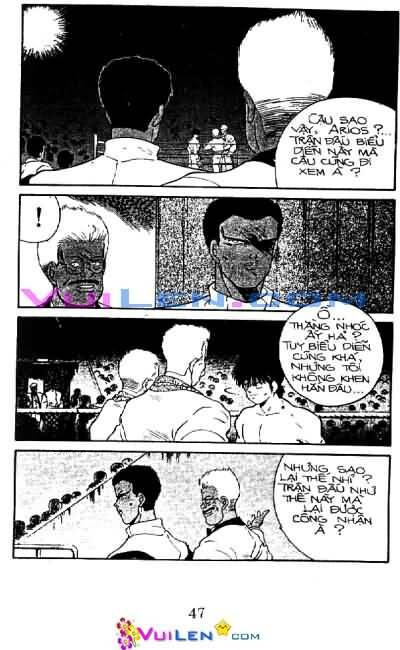 CẬU SAO
VẬY, ARIOS?...
TRẬN ĐẤU BIỂU
DIỄN NÀY MÀ
CẬU CŨNG ĐI
XEM À?
!
VUILEN.COM
Ồ...
THẰNG NHÓC
ẤY HẢ?
TUY BIỂU DIỄN
CŨNG KHÁ,
NHƯNG TÔI
KHÔNG KHEN
HẮN ĐÂU...
NHƯNG SAO
LẠI THẾ NHỈ?
TRẬN ĐẤU NHƯ
THẾ NÀY MÀ
LẠI ĐƯỢC
CÔNG NHẬN
À?
47
VUILEN.COM